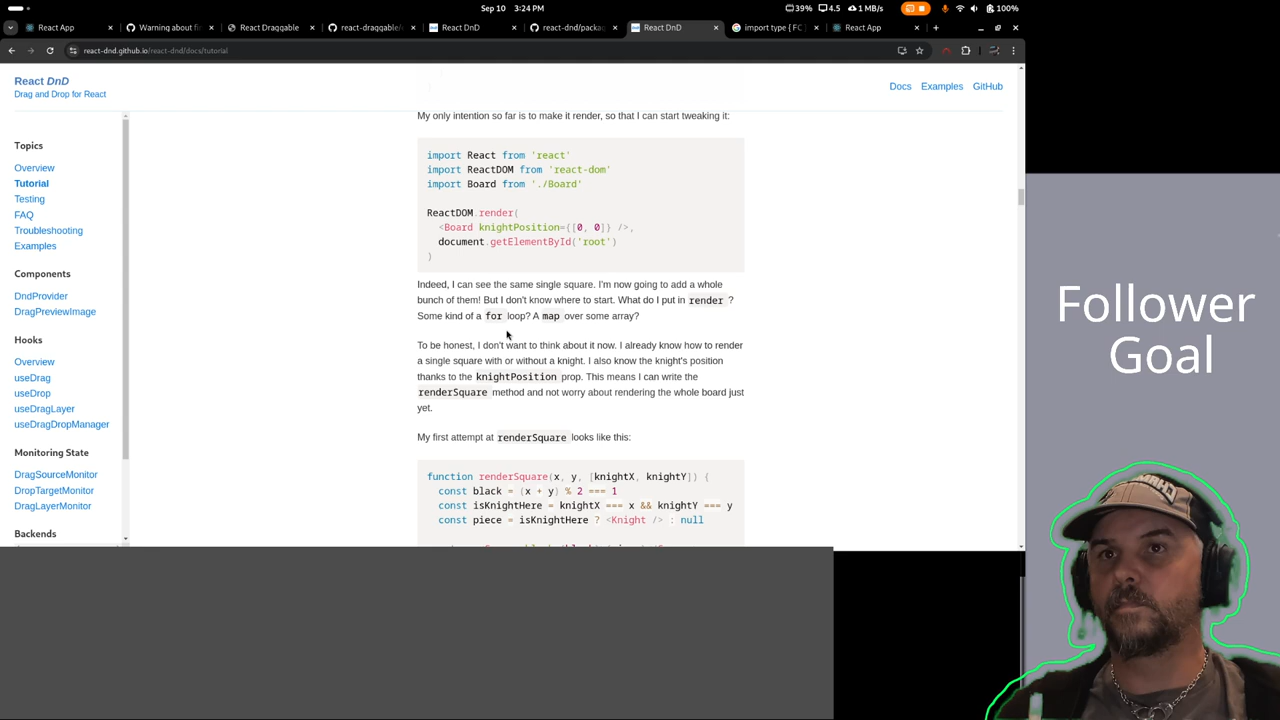 Sep 10 3:24 PM
39% 4.5 1 MB/s 100%
React App Warning about fi React Draggable react-draggable/ React DnD react-dnd/packa React DnD import type { FC React App
react-dnd.github.io/react-dnd/docs/tutorial
React DnD
Drag and Drop for React
Docs Examples GitHub
Topics
Overview
Tutorial
Testing
FAQ
Troubleshooting
Examples
Components
DndProvider
DragPreviewImage
Hooks
Overview
useDrag
useDrop
useDragLayer
useDragDropManager
Monitoring State
DragSourceMonitor
DropTargetMonitor
DragLayerMonitor
Backends
My only intention so far is to make it render, so that I can start tweaking it:
import React from 'react'
import ReactDOM from 'react-dom'
import Board from './Board'
ReactDOM.render(
<Board knightPosition={[0, 0]} />,
document.getElementById('root')
)
Indeed, I can see the same single square. I'm now going to add a whole
bunch of them! But I don't know where to start. What do I put in render ?
Some kind of a for loop? A map over some array?
To be honest, I don't want to think about it now. I already know how to render
a single square with or without a knight. I also know the knight's position
thanks to the knightPosition prop. This means I can write the
renderSquare method and not worry about rendering the whole board just
yet.
My first attempt at renderSquare looks like this:
function renderSquare(x, y, [knightX, knightY]) {
const black = (x + y) % 2 === 1
const isKnightHere = knightX === x && knightY === y
const piece = isKnightHere ? <Knight /> : null
Follower
Goal